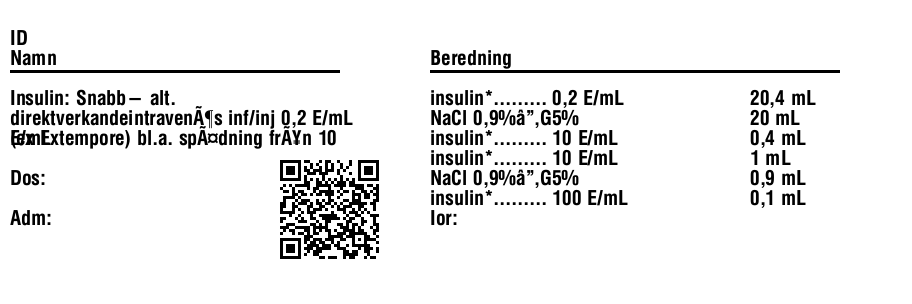 ID
Namn
Insulin: Snabb– alt.
direktverkandeintravenÃ¶s inf/inj 0,2 E/mL
(ex Extempore) bl.a. spÃ¤dning frÃ¥n 10
E/mL
Dos:
Adm:
Beredning
insulin*......... 0,2 E/mL 20,4 mL
NaCl 0,9%â”‚G5% 20 mL
insulin*......... 10 E/mL 0,4 mL
insulin*......... 10 E/mL 1 mL
NaCl 0,9%â”‚G5% 0,9 mL
insulin*......... 100 E/mL 0,1 mL
lor: